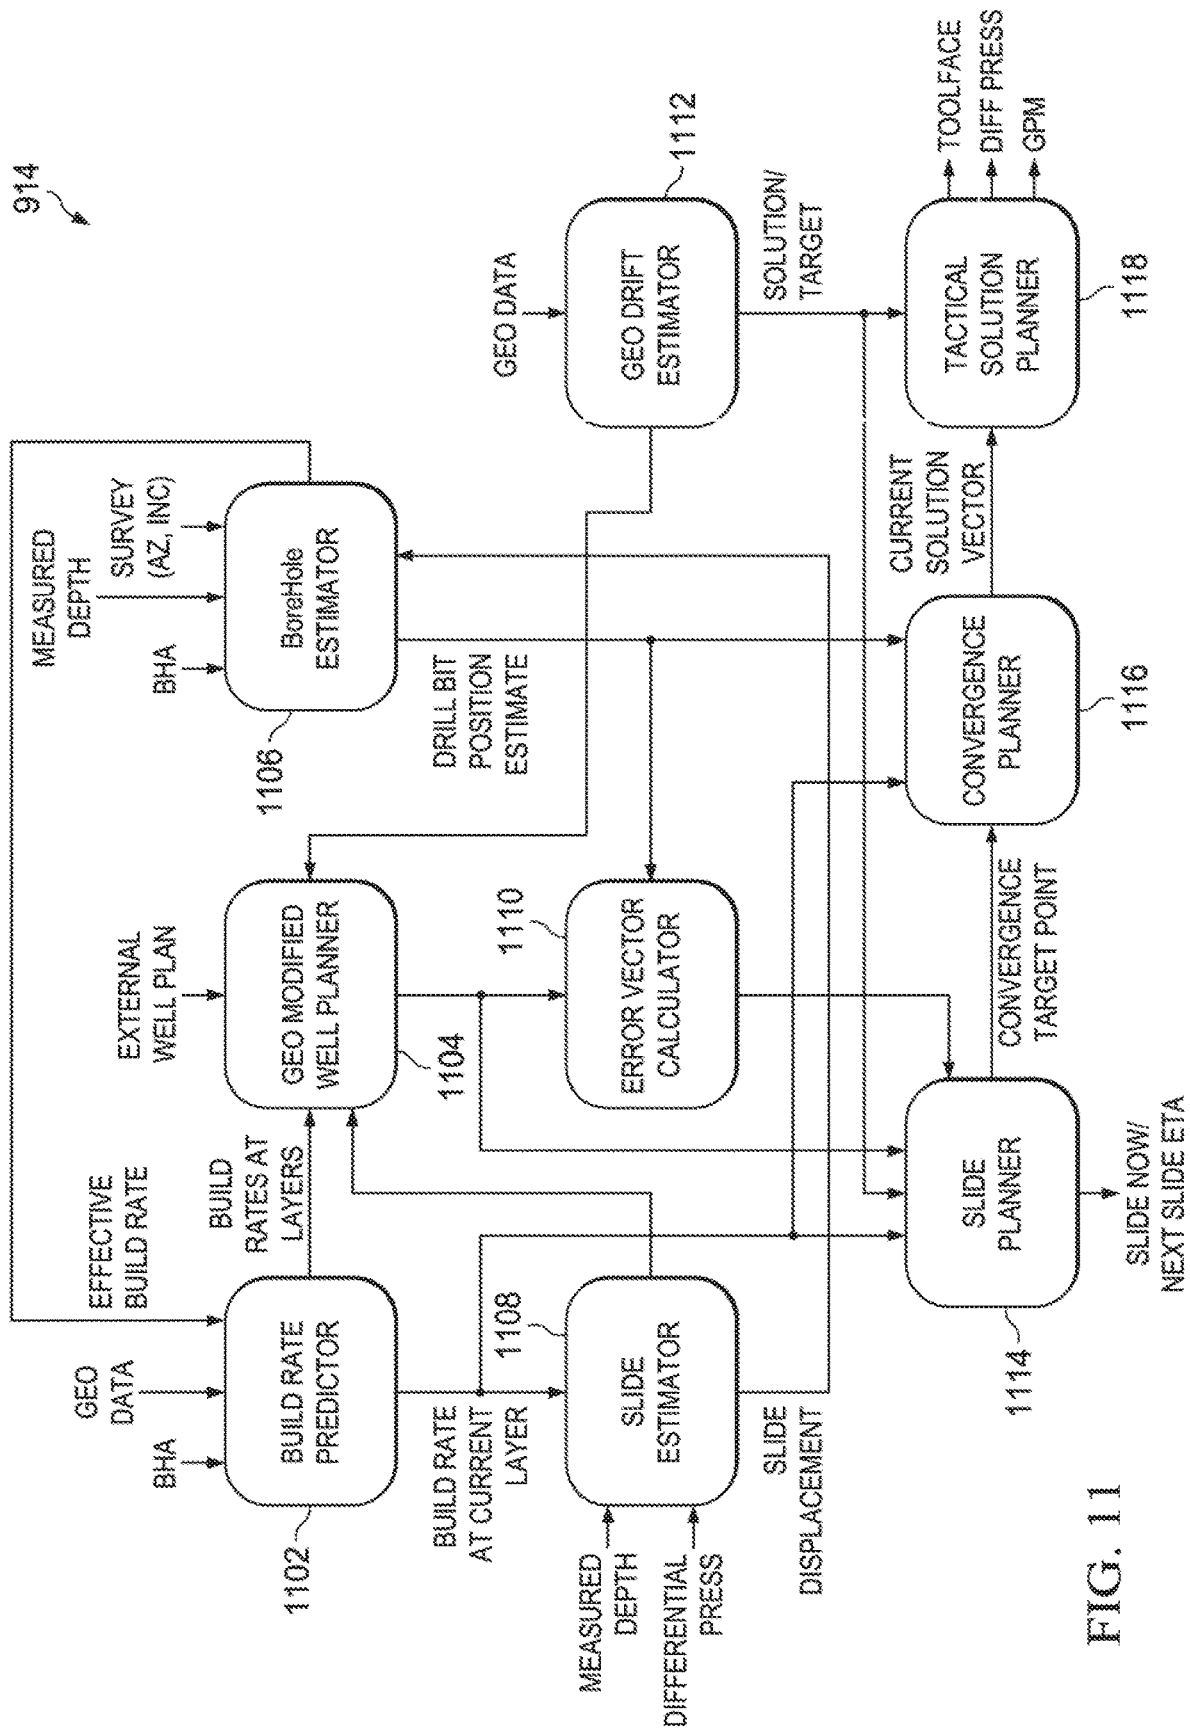 914
EFFECTIVE
BUILD RATE
GEO
DATA
BHA
BUILD RATE
PREDICTOR
1102
BUILD
RATES AT
LAYERS
EXTERNAL
WELL PLAN
GEO MODIFIED
WELL PLANNER
1104
MEASURED
DEPTH
SURVEY
(AZ, INC)
BHA
BoreHole
ESTIMATOR
1106
BUILD RATE
AT CURRENT
LAYER
DRILL BIT
POSITION
ESTIMATE
MEASURED
DEPTH
DIFFERENTIAL
PRESS
1108
SLIDE
ESTIMATOR
SLIDE
DISPLACEMENT
1110
ERROR VECTOR
CALCULATOR
GEO DATA
GEO DRIFT
ESTIMATOR
1112
SOLUTION/
TARGET
SLIDE
PLANNER
1114
SLIDE NOW/
NEXT SLIDE ETA
CONVERGENCE
TARGET POINT
CONVERGENCE
PLANNER
1116
CURRENT
SOLUTION
VECTOR
TACTICAL
SOLUTION
PLANNER
1118
TOOLFACE
DIFF PRESS
GPM
FIG. 11